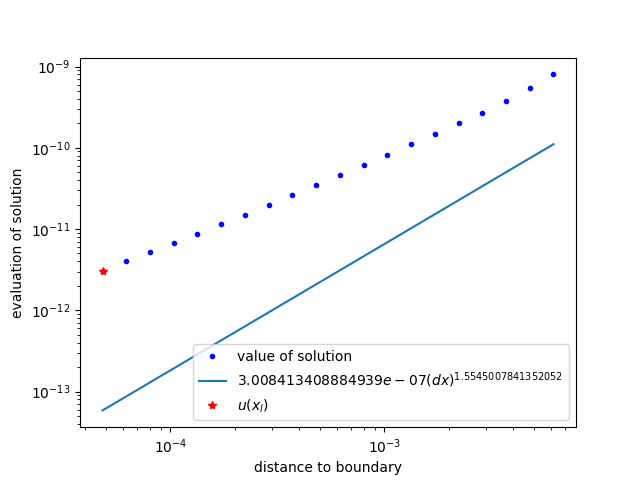 10⁻⁹
10⁻¹⁰
10⁻¹¹
10⁻¹²
10⁻¹³
evaluation of solution
value of solution
3.008413408884939e − 07(dx)^1.5545007841352052
u(x_l)
10⁻⁴
10⁻³
distance to boundary